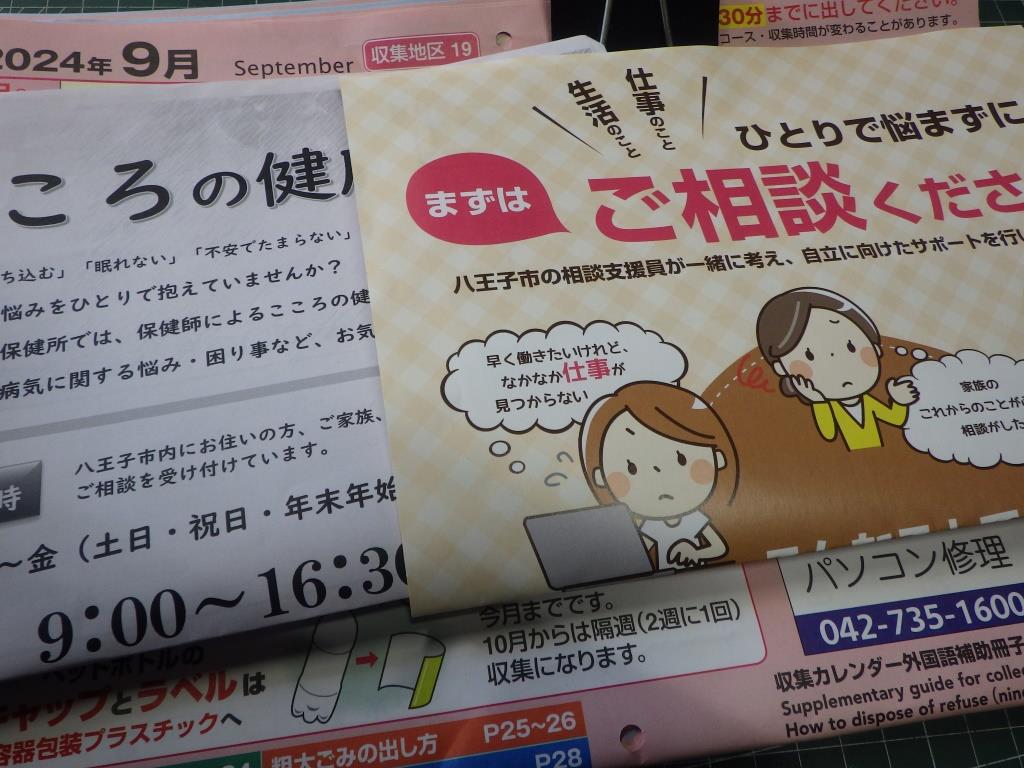 2024年 9月 September 収集地区 19
30分までに出してください。
コース・収集時間が変わることがあります。
ころの健
ち込む」「眠れない」「不安でたまらない」
悩みをひとりで抱えていませんか?
保健所では、保健師によるこころの健
病気に関する悩み・困り事など、お気
時
八王子市内にお住いの方、ご家族、
ご相談を受け付けています。
~金(土日・祝日・年末年始
9:00~16:30
仕事のこと
生活のこと
ひとりで悩まずに
まずは
ご相談くださ
八王子市の相談支援員が一緒に考え、自立に向けたサポートを行い
早く働きたいけれど、
なかなか仕事が
見つからない
家族の
これからのことが
相談がした
パソコン修理
042-735-1600
今月までです。
10月からは隔週(2週に1回)
収集になります。
ペットボトルの
キャップとラベルは
容器包装プラスチックへ
粗大ごみの出し方 P25~26
P28
収集カレンダー外国語補助冊子
Supplementary guide for colle
How to dispose of refuse (nin